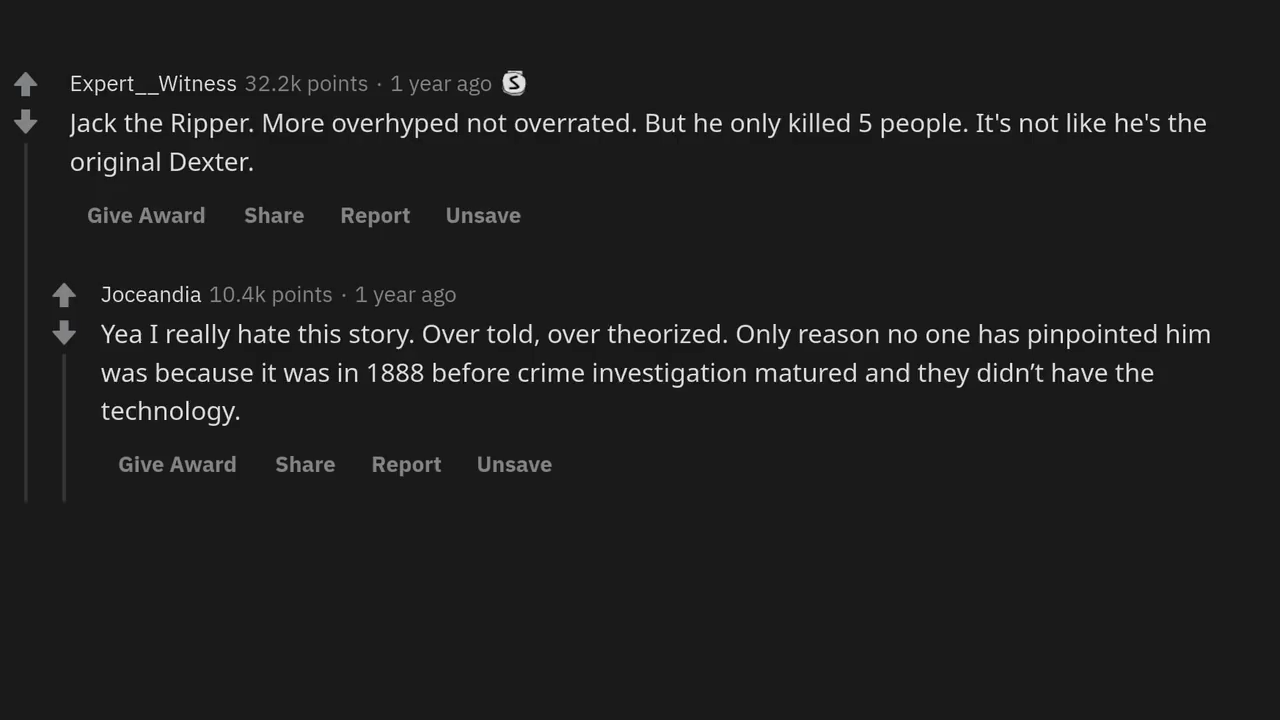 Expert__Witness 32.2k points · 1 year ago S
Jack the Ripper. More overhyped not overrated. But he only killed 5 people. It's not like he's the
original Dexter.
Give Award Share Report Unsave
Joceandia 10.4k points · 1 year ago
Yea I really hate this story. Over told, over theorized. Only reason no one has pinpointed him
was because it was in 1888 before crime investigation matured and they didn’t have the
technology.
Give Award Share Report Unsave